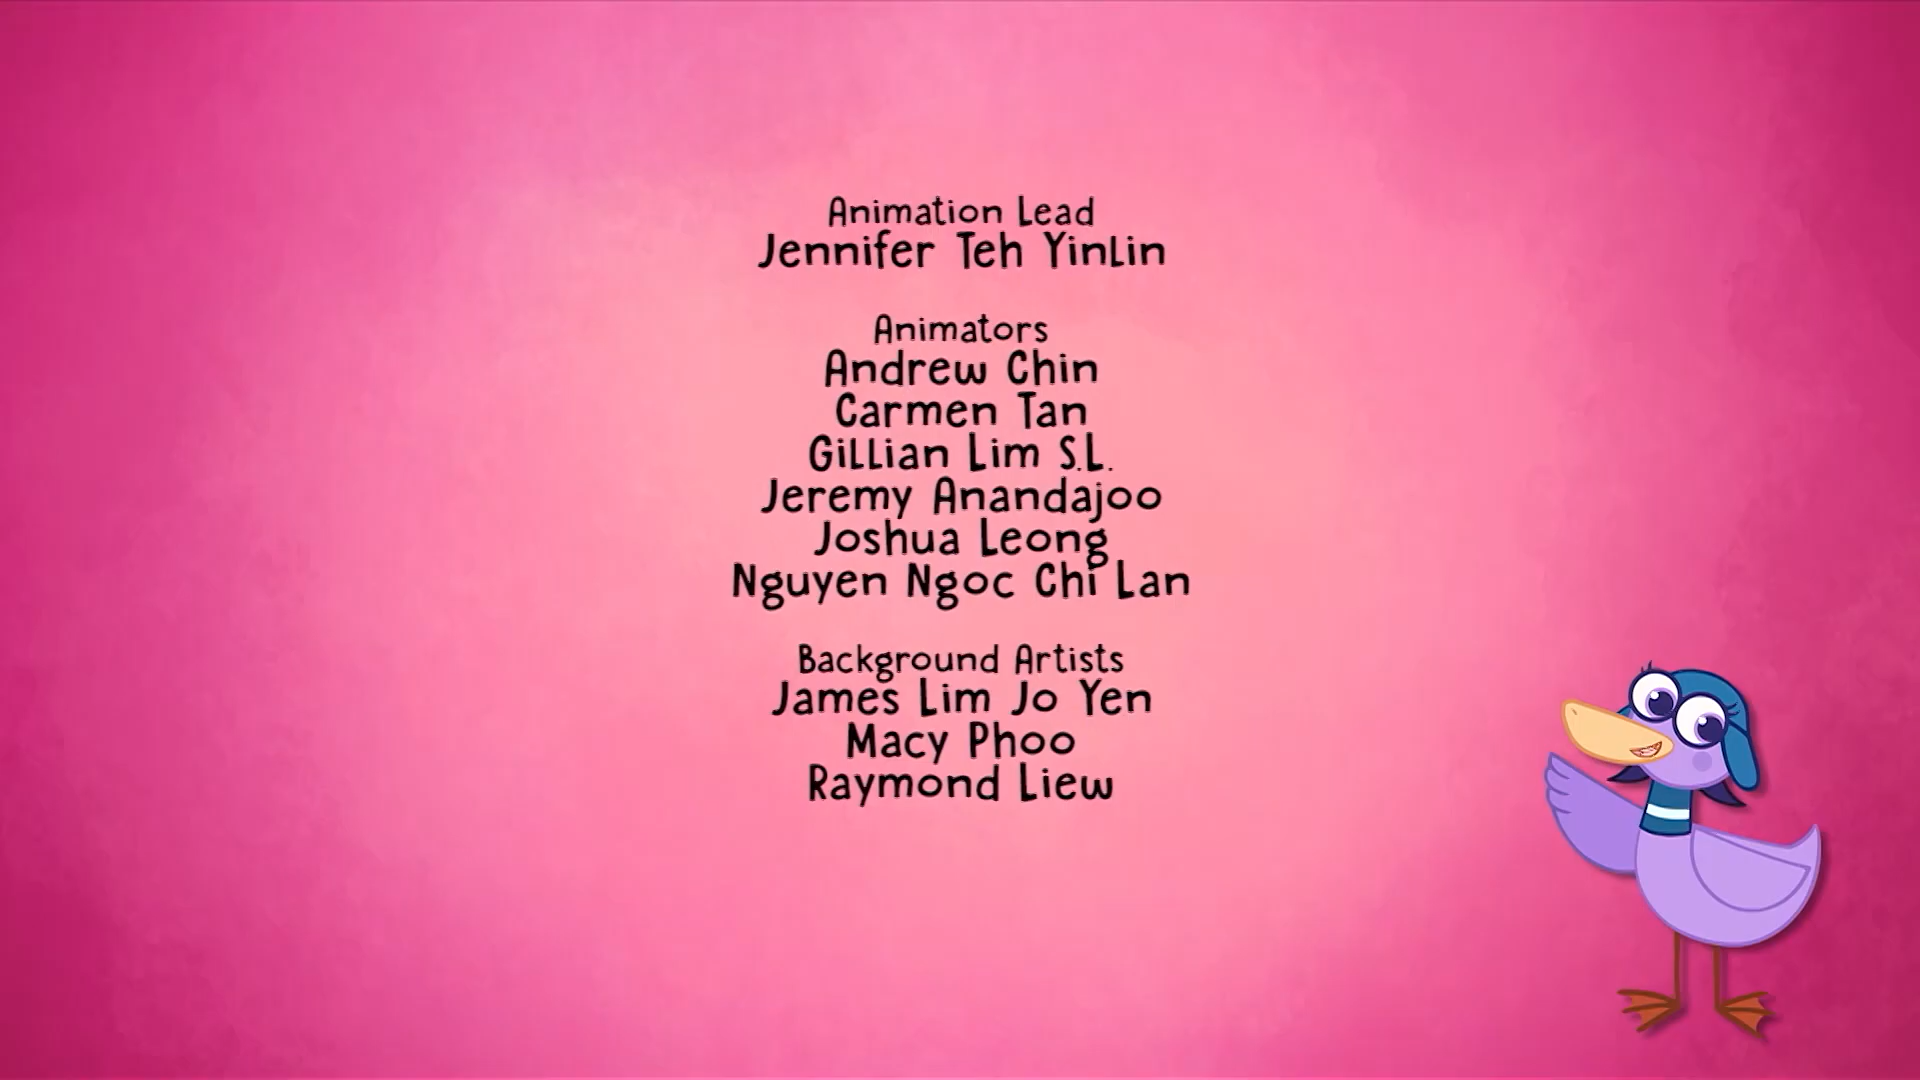 Animation Lead
Jennifer Teh YinLin
Animators
Andrew Chin
Carmen Tan
Gillian Lim S.L.
Jeremy Anandajoo
Joshua Leong
Nguyen Ngoc Chi Lan
Background Artists
James Lim Jo Yen
Macy Phoo
Raymond Liew